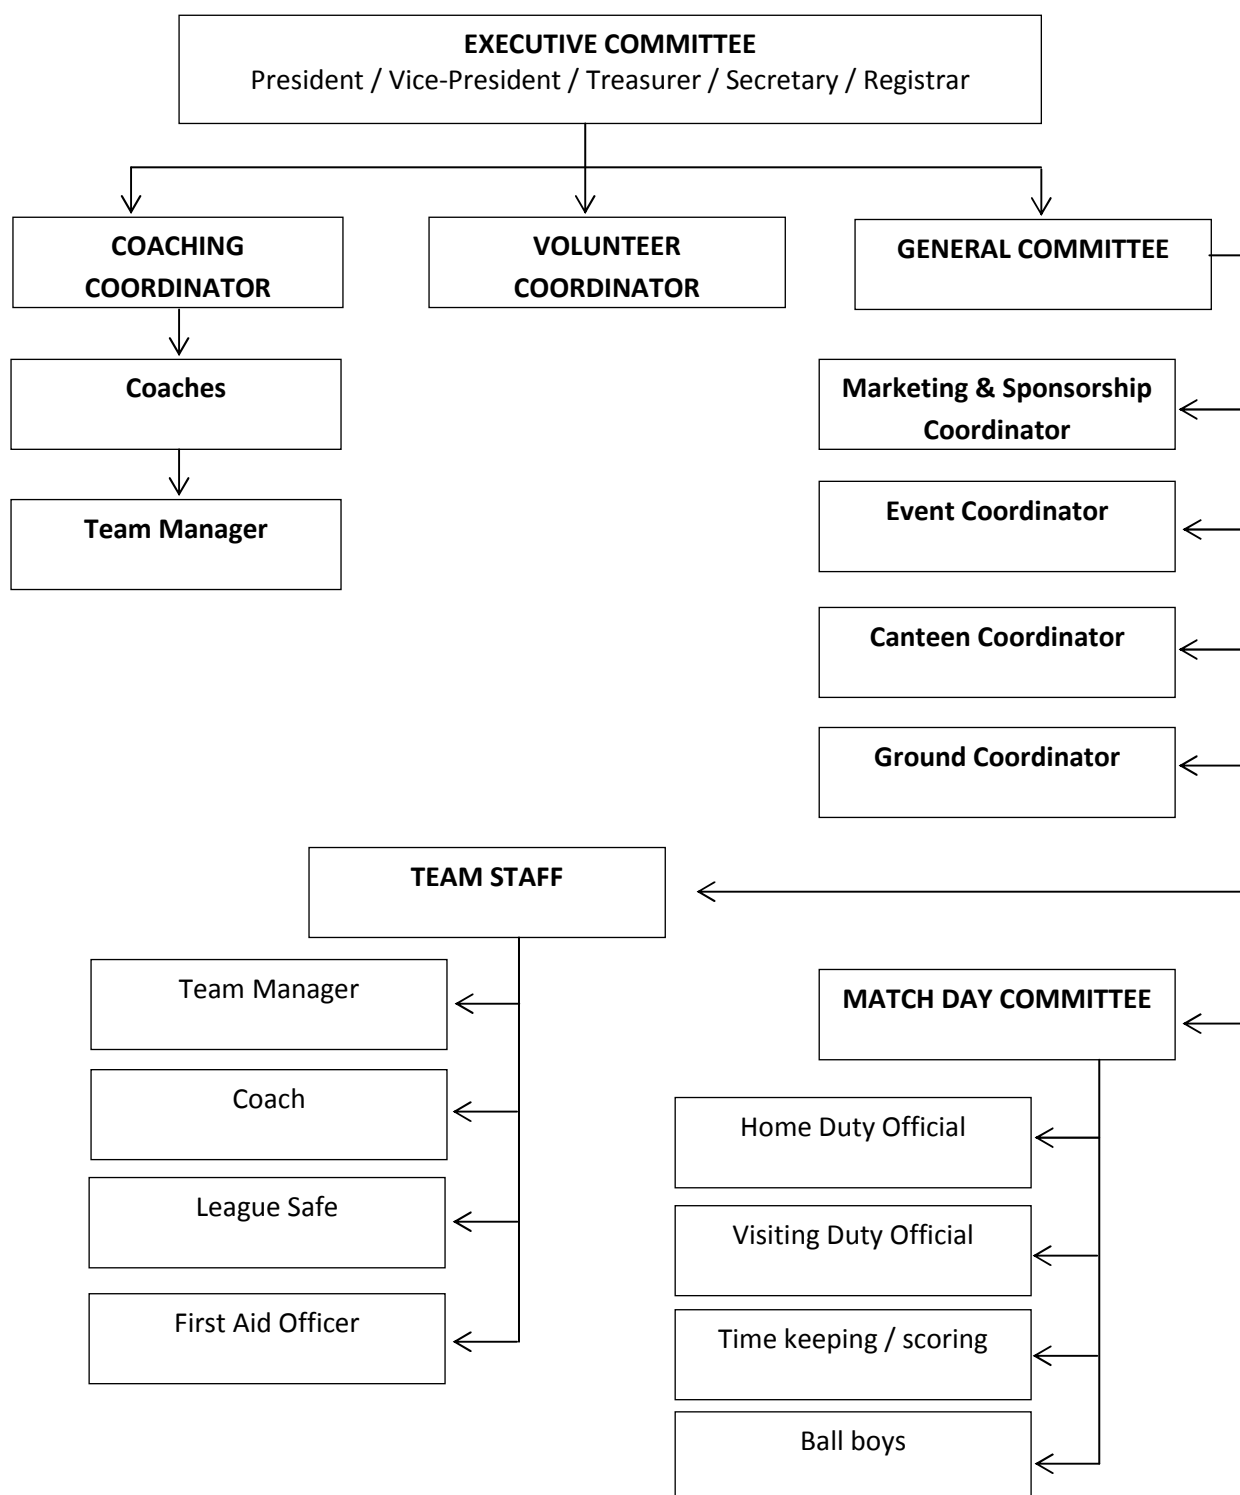 EXECUTIVE COMMITTEE
President / Vice-President / Treasurer / Secretary / Registrar
COACHING
COORDINATOR
VOLUNTEER
COORDINATOR
GENERAL COMMITTEE
Coaches
Marketing & Sponsorship
Coordinator
Team Manager
Event Coordinator
Canteen Coordinator
Ground Coordinator
TEAM STAFF
Team Manager
Coach
League Safe
First Aid Officer
MATCH DAY COMMITTEE
Home Duty Official
Visiting Duty Official
Time keeping / scoring
Ball boys